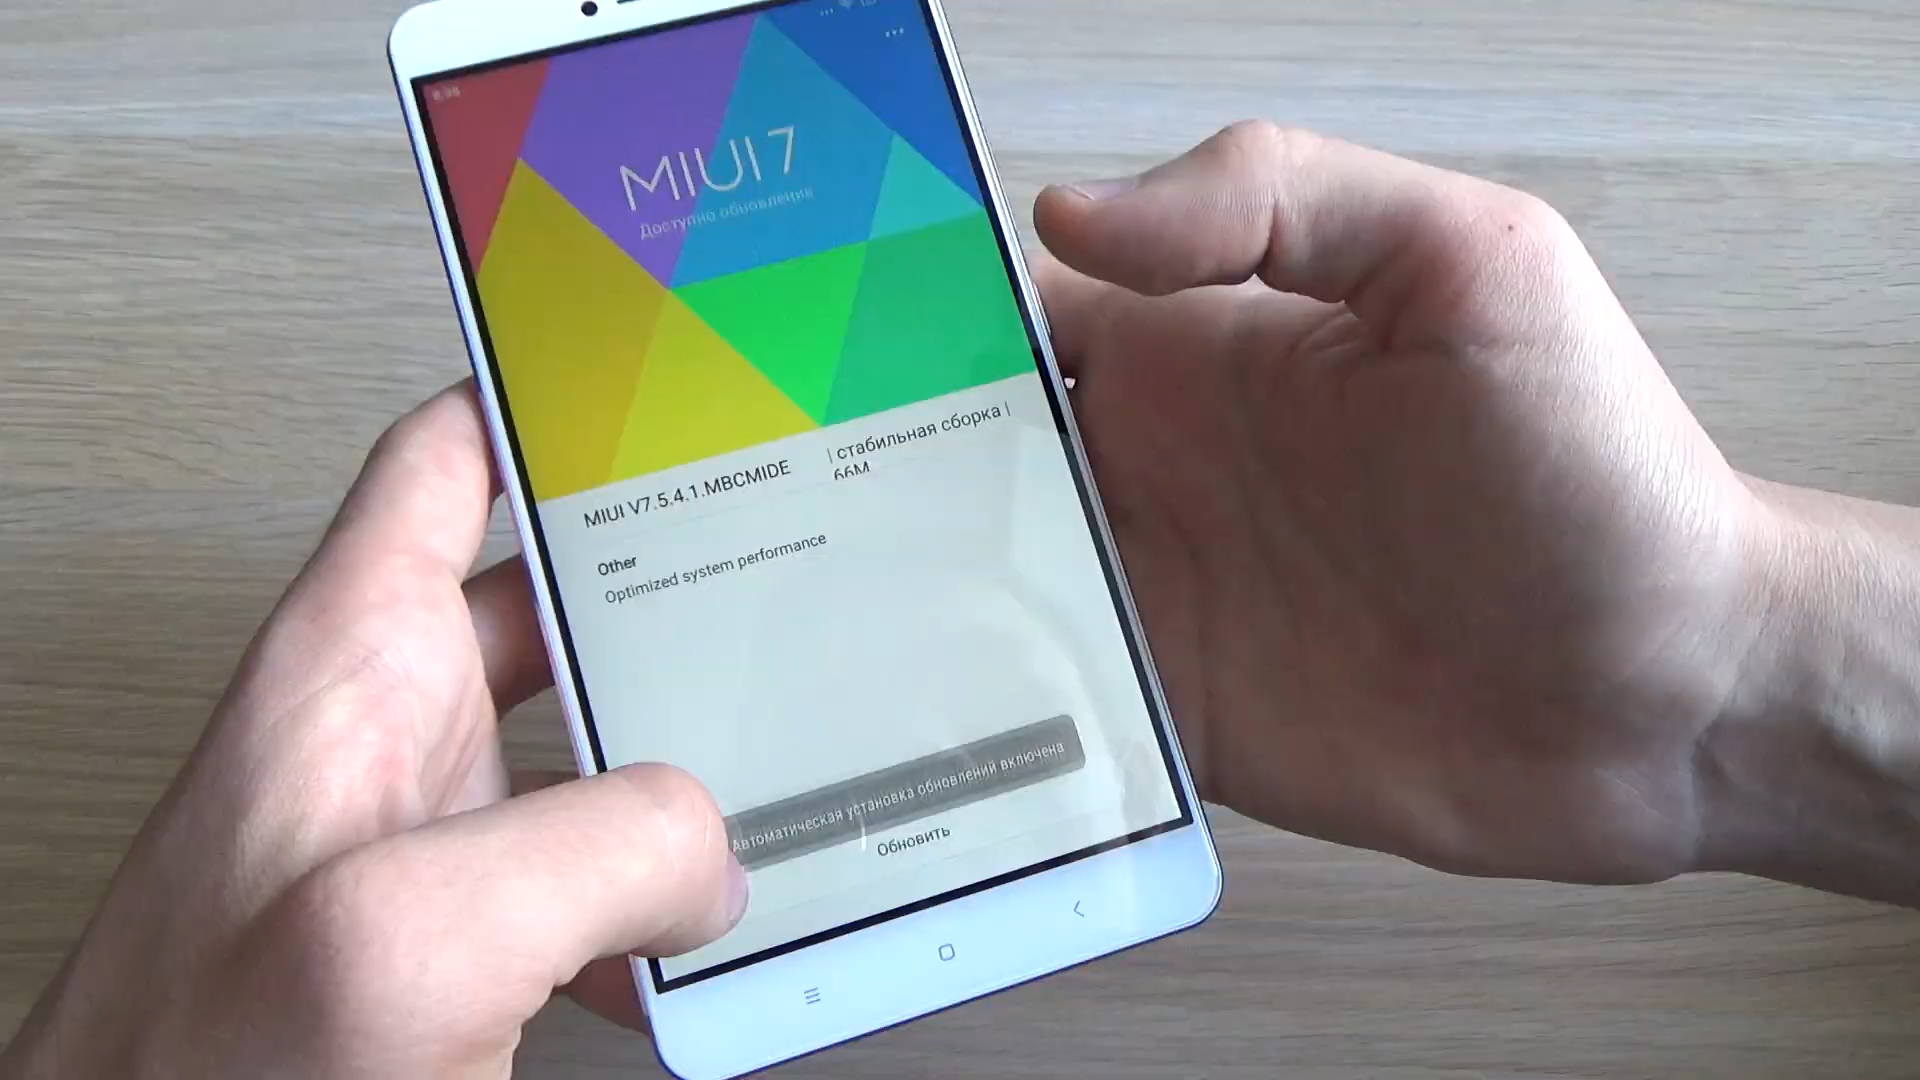 MIUI 7
Доступно обновление
MIUI V7.5.4.1.MBCMIDE
| стабильная сборка |
66M
Other
Optimized system performance
Автоматическая установка обновлений включена
Обновить